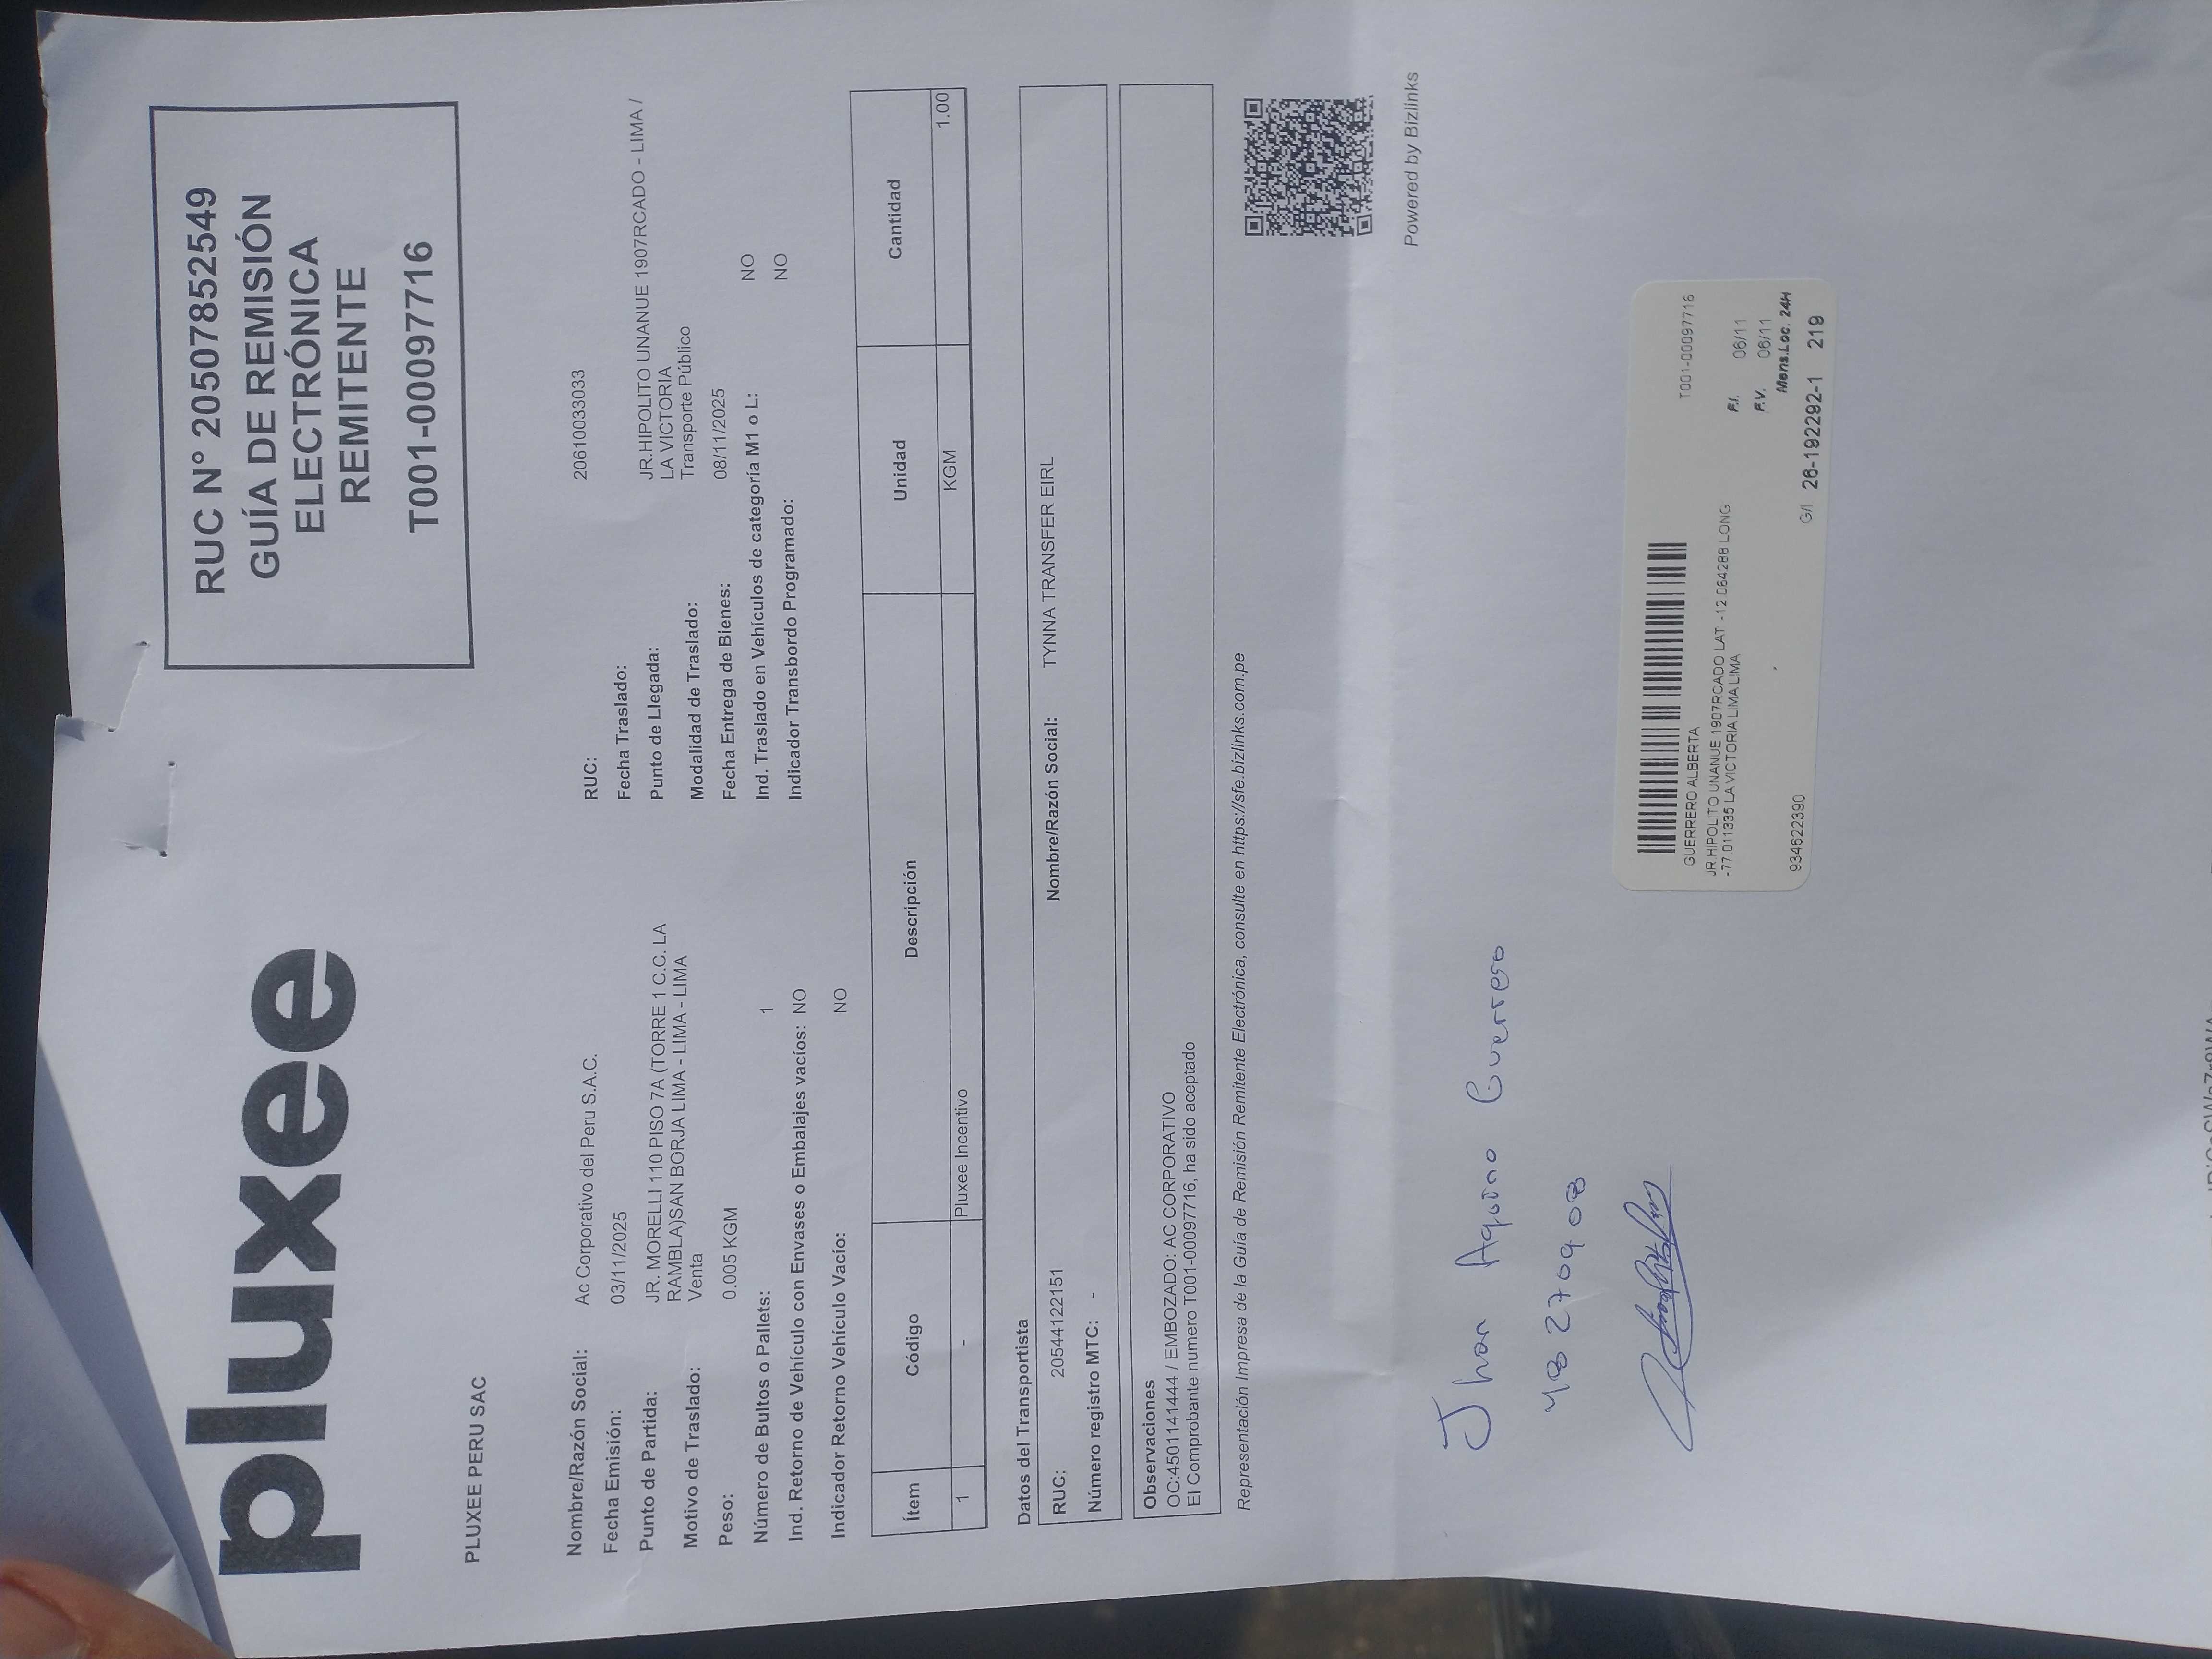 pluxee
RUC N° 20507852549
GUÍA DE REMISIÓN
ELECTRÓNICA
REMITENTE
T001-00097716
PLUXEE PERU SAC
Nombre/Razón Social: Ac Corporativo del Peru S.A.C.
Fecha Emisión: 03/11/2025
Punto de Partida: JR. MORELLI 110 PISO 7A (TORRE 1 C.C. LA
RAMBLA)SAN BORJA LIMA - LIMA - LIMA
Motivo de Traslado: Venta
Peso: 0.005 KGM
Número de Bultos o Pallets: 1
Ind. Retorno de Vehículo con Envases o Embalajes vacíos: NO
Indicador Retorno Vehículo Vacío: NO
RUC: 20610033033
Fecha Traslado:
Punto de Llegada: JR.HIPOLITO UNANUE 1907RCADO - LIMA /
LA VICTORIA
Modalidad de Traslado: Transporte Público
Fecha Entrega de Bienes: 08/11/2025
Ind. Traslado en Vehículos de categoría M1 o L: NO
Indicador Transbordo Programado: NO
Ítem Código Descripción Unidad Cantidad
1 - Pluxee Incentivo KGM 1.00
Datos del Transportista
RUC: 20544122151 Nombre/Razón Social: TYNNA TRANSFER EIRL
Número registro MTC: -
Observaciones
OC:4501141444 / EMBOZADO: AC CORPORATIVO
El Comprobante numero T001-00097716, ha sido aceptado
Representación Impresa de la Guía de Remisión Remitente Electrónica, consulte en https://sfe.bizlinks.com.pe
Powered by Bizlinks
Jhon Aquino Guerrero
48270908
T001-00097716
GUERRERO ALBERTA
JR.HIPOLITO UNANUE 1907RCADO LAT: -12.064288 LONG
-77.011335 LA VICTORIA LIMA LIMA
F.I. 06/11
F.V. 06/11
Mens.Loc. 24H
934622390
G/I 26-192292-1 219